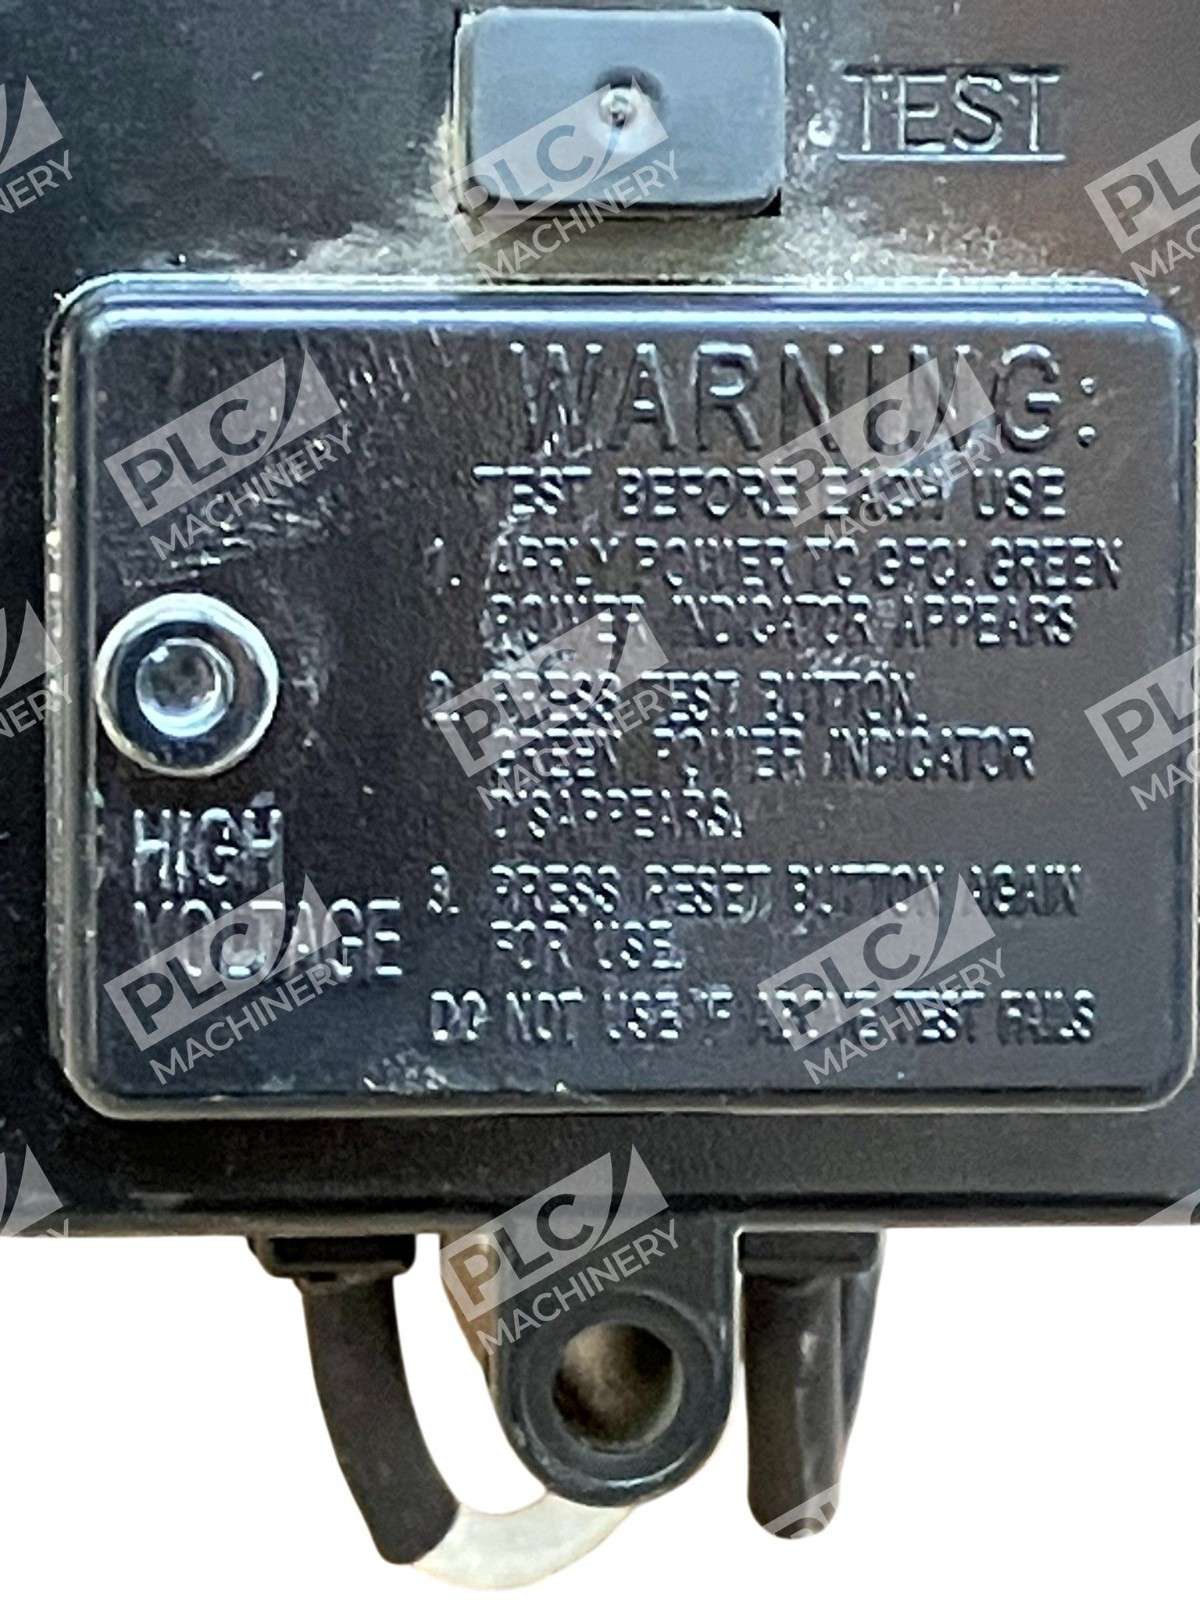 TEST
WARNING:
TEST BEFORE EACH USE
1. APPLY POWER TO GFCI, GREEN
POWER INDICATOR APPEARS
2. PRESS TEST BUTTON,
GREEN POWER INDICATOR
DISAPPEARS.
3. PRESS RESET BUTTON AGAIN
FOR USE.
DO NOT USE IF ABOVE TEST FAILS
HIGH
VOLTAGE
PLC
MACHINERY